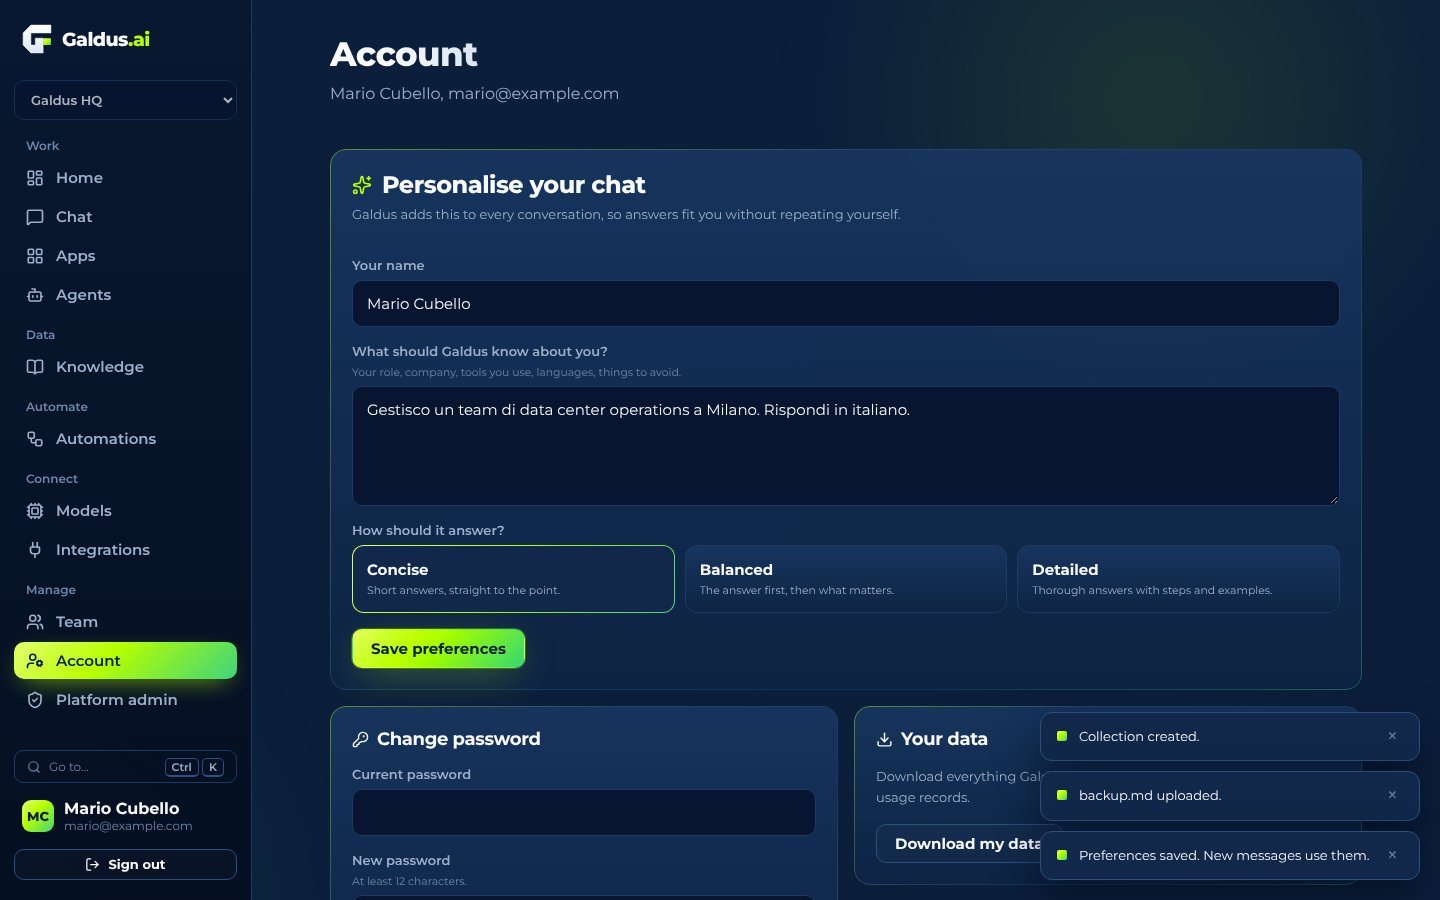 Galdus.ai
Galdus HQ
Work
Home
Chat
Apps
Agents
Data
Knowledge
Automate
Automations
Connect
Models
Integrations
Manage
Team
Account
Platform admin
Go to...
Ctrl K
MC
Mario Cubello
mario@example.com
Sign out
Account
Mario Cubello, mario@example.com
Personalise your chat
Galdus adds this to every conversation, so answers fit you without repeating yourself.
Your name
Mario Cubello
What should Galdus know about you?
Your role, company, tools you use, languages, things to avoid.
Gestisco un team di data center operations a Milano. Rispondi in italiano.
How should it answer?
Concise
Short answers, straight to the point.
Balanced
The answer first, then what matters.
Detailed
Thorough answers with steps and examples.
Save preferences
Change password
Current password
New password
At least 12 characters.
Your data
Download everything
usage records.
Download my data
Collection created.
backup.md uploaded.
Preferences saved. New messages use them.